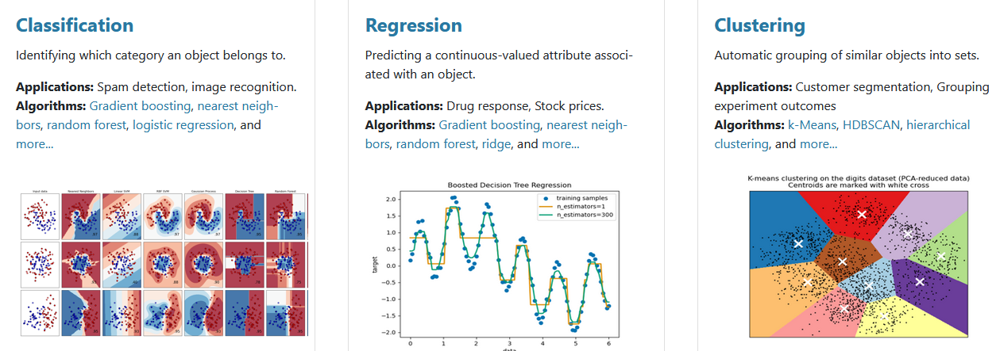 Classification
Identifying which category an object belongs to.
Applications: Spam detection, image recognition.
Algorithms: Gradient boosting, nearest neigh-
bors, random forest, logistic regression, and
more...
Input data
Nearest Neighbors
Linear SVM
RBF SVM
Gaussian Process
Decision Tree
Random Forest
Regression
Predicting a continuous-valued attribute associ-
ated with an object.
Applications: Drug response, Stock prices.
Algorithms: Gradient boosting, nearest neigh-
bors, random forest, ridge, and more...
Boosted Decision Tree Regression
training samples
n_estimators=1
n_estimators=300
target
2.0
1.5
1.0
0.5
0.0
−0.5
−1.0
−1.5
−2.0
0 1 2 3 4 5 6
Clustering
Automatic grouping of similar objects into sets.
Applications: Customer segmentation, Grouping
experiment outcomes
Algorithms: k-Means, HDBSCAN, hierarchical
clustering, and more...
K-means clustering on the digits dataset (PCA-reduced data)
Centroids are marked with white cross